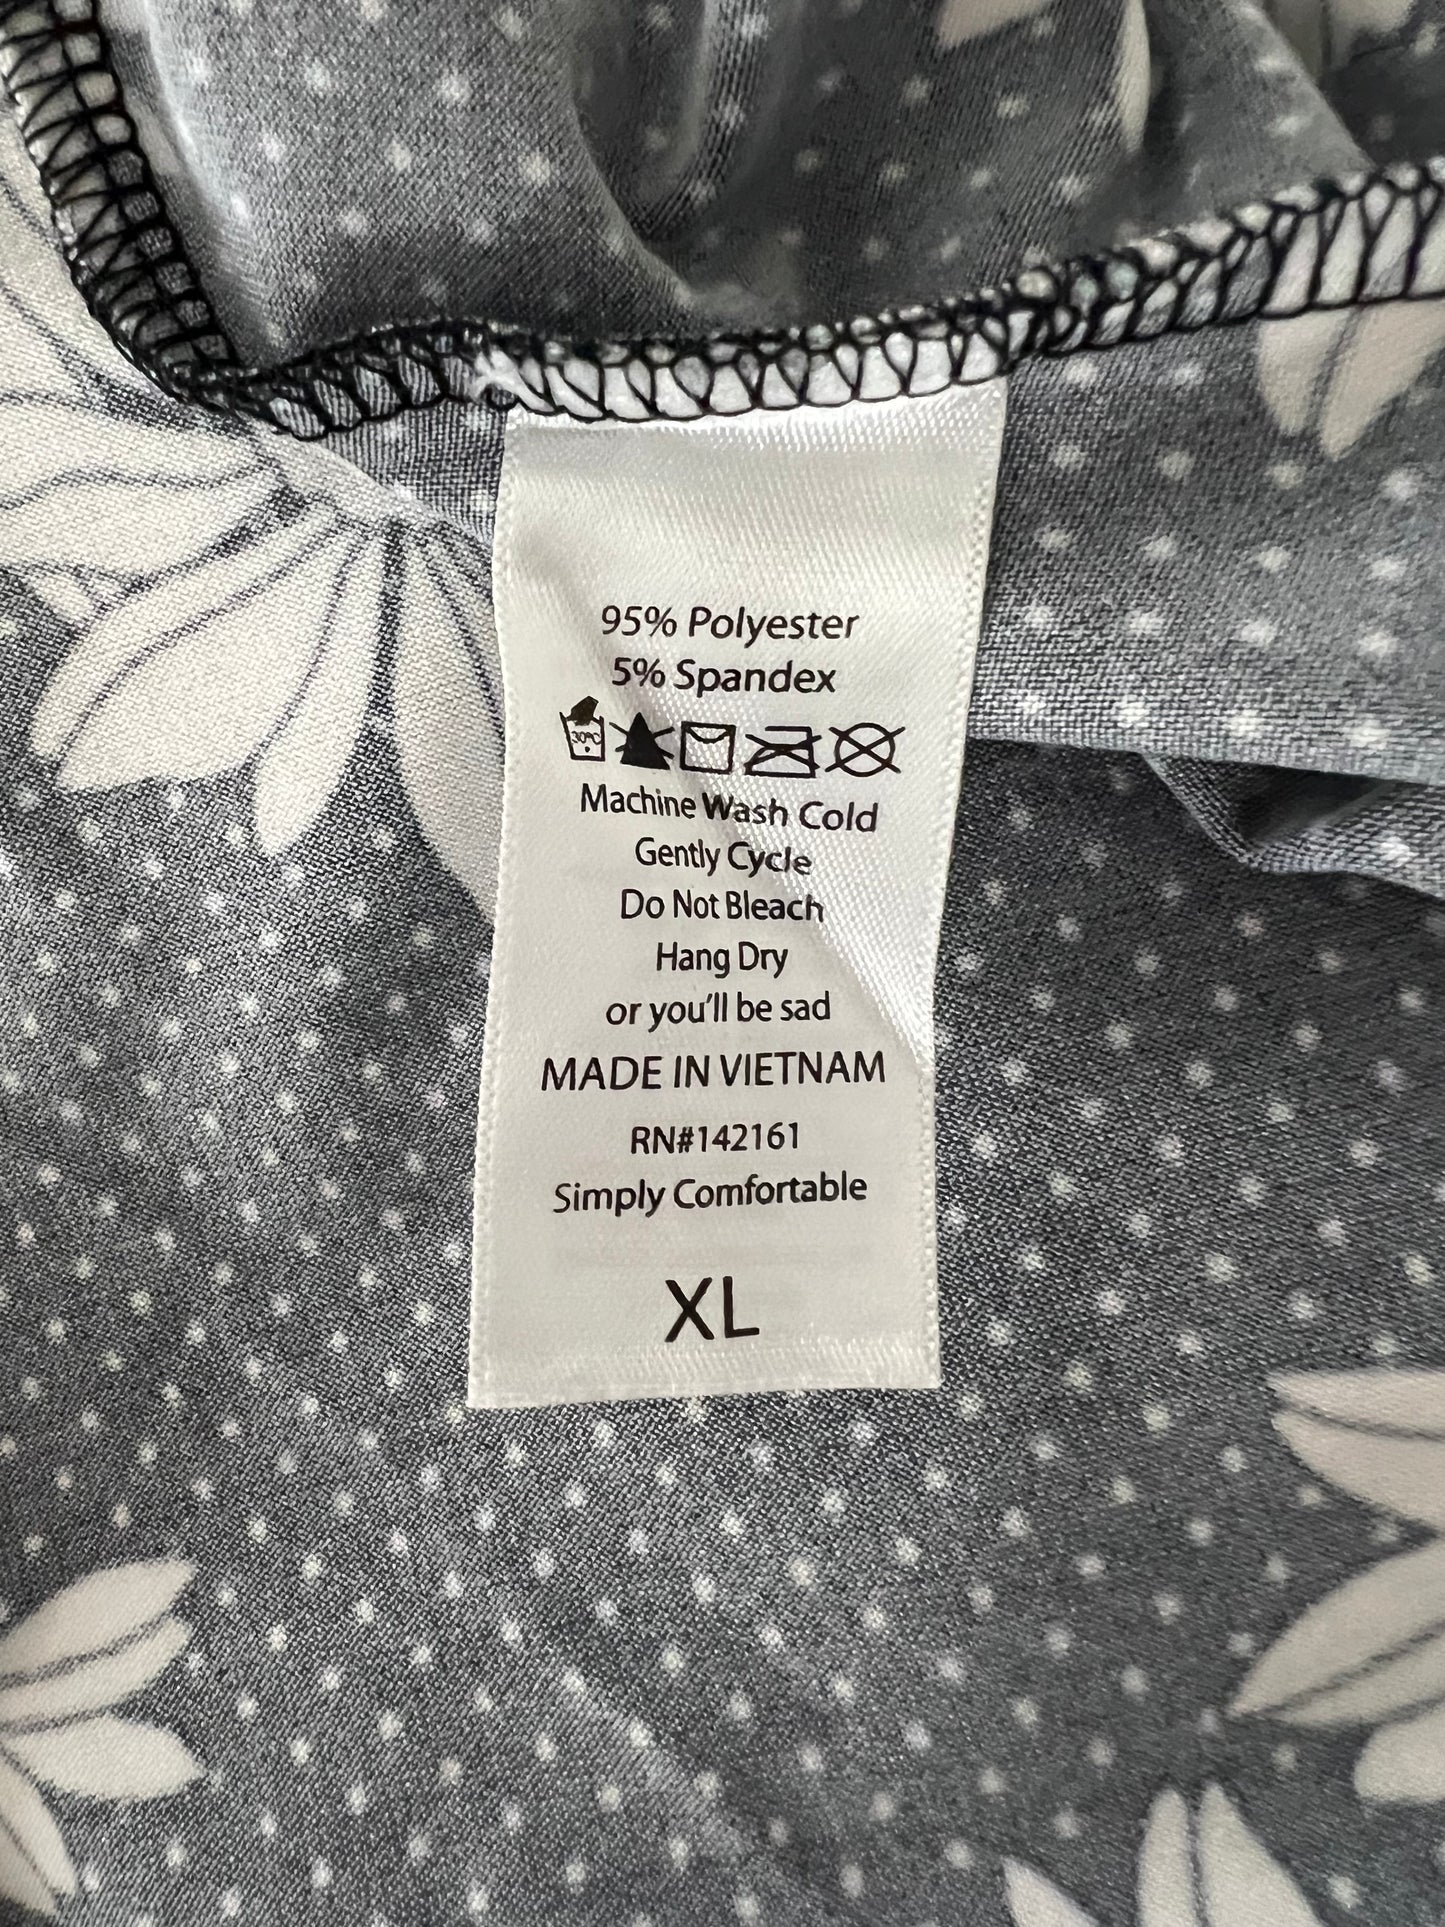 95% Polyester
5% Spandex
30°C
Machine Wash Cold
Gently Cycle
Do Not Bleach
Hang Dry
or you'll be sad
MADE IN VIETNAM
RN#142161
Simply Comfortable
XL